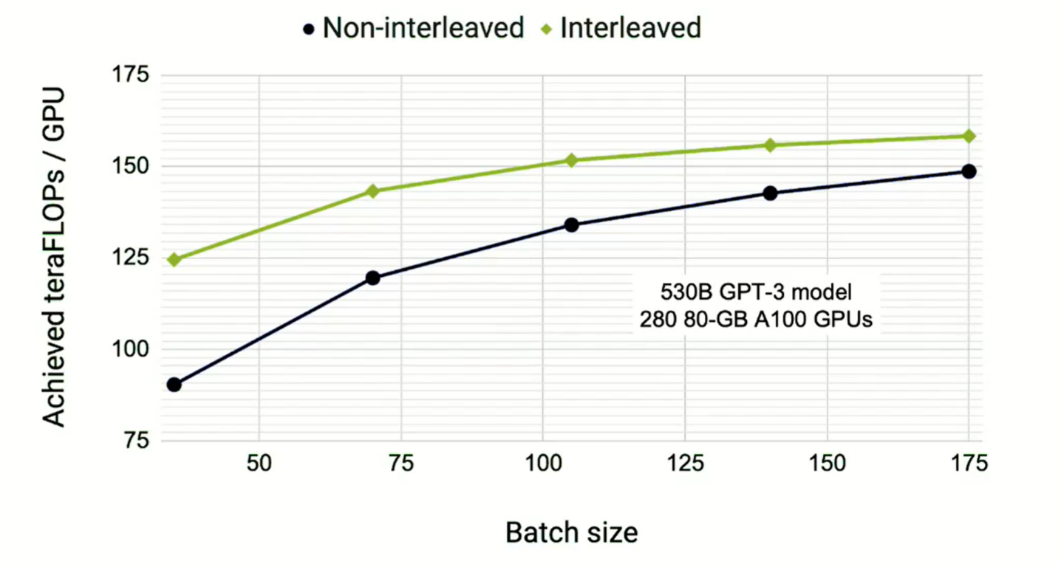 Non-interleaved Interleaved
Achieved teraFLOPs / GPU
175
150
125
100
75
530B GPT-3 model
280 80-GB A100 GPUs
50 75 100 125 150 175
Batch size